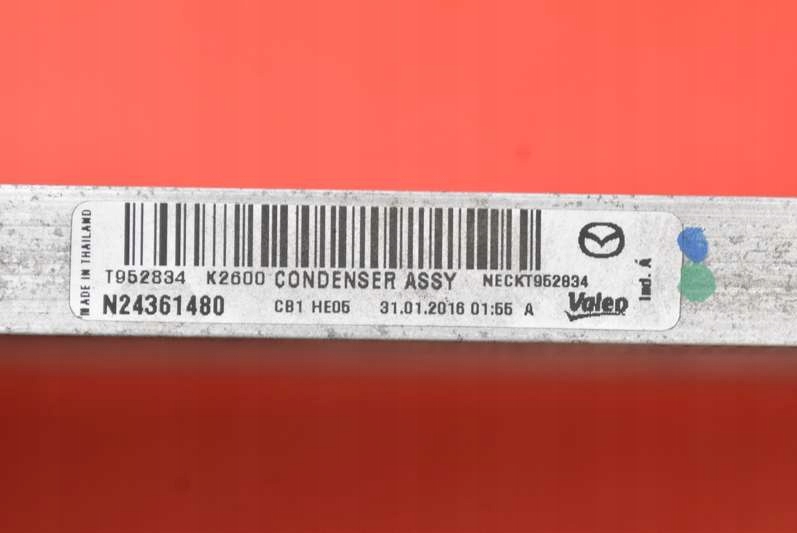 MADE IN THAILAND
T952834 K2600 CONDENSER ASSY NECKT952834
N24361480 CB1 HE05 31.01.2016 01:55 A Valeo
Ind. A